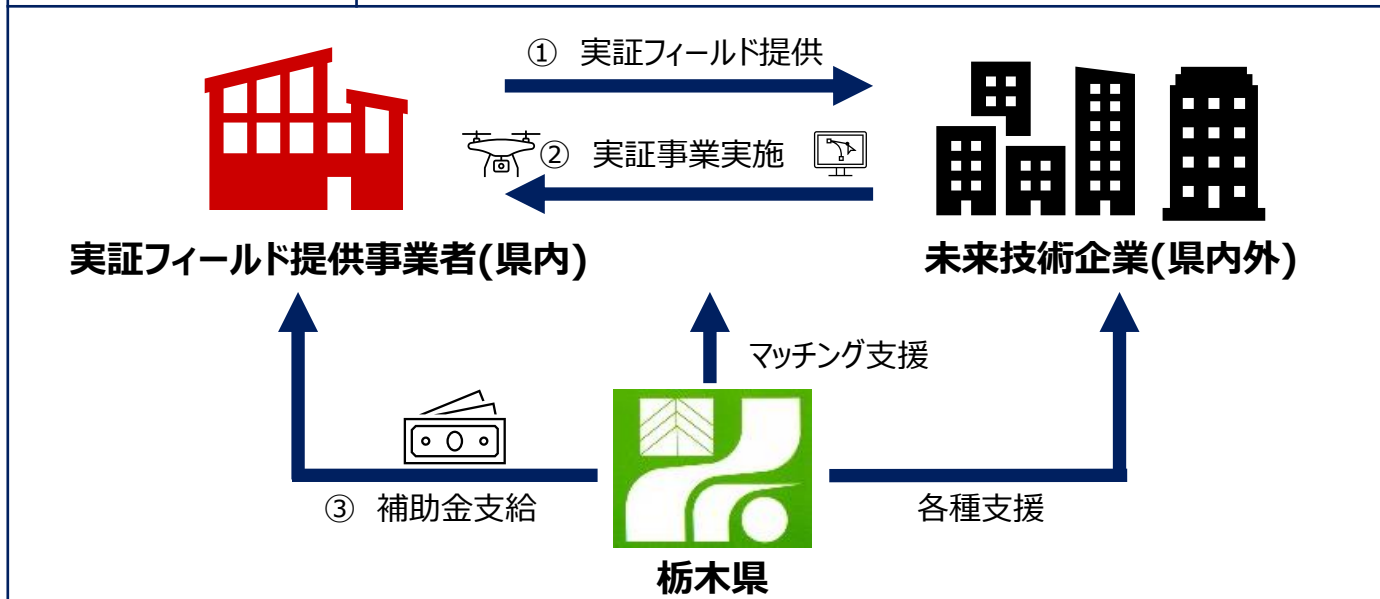 ① 実証フィールド提供
② 実証事業実施
実証フィールド提供事業者(県内)
未来技術企業(県内外)
マッチング支援
③ 補助金支給
各種支援
栃木県